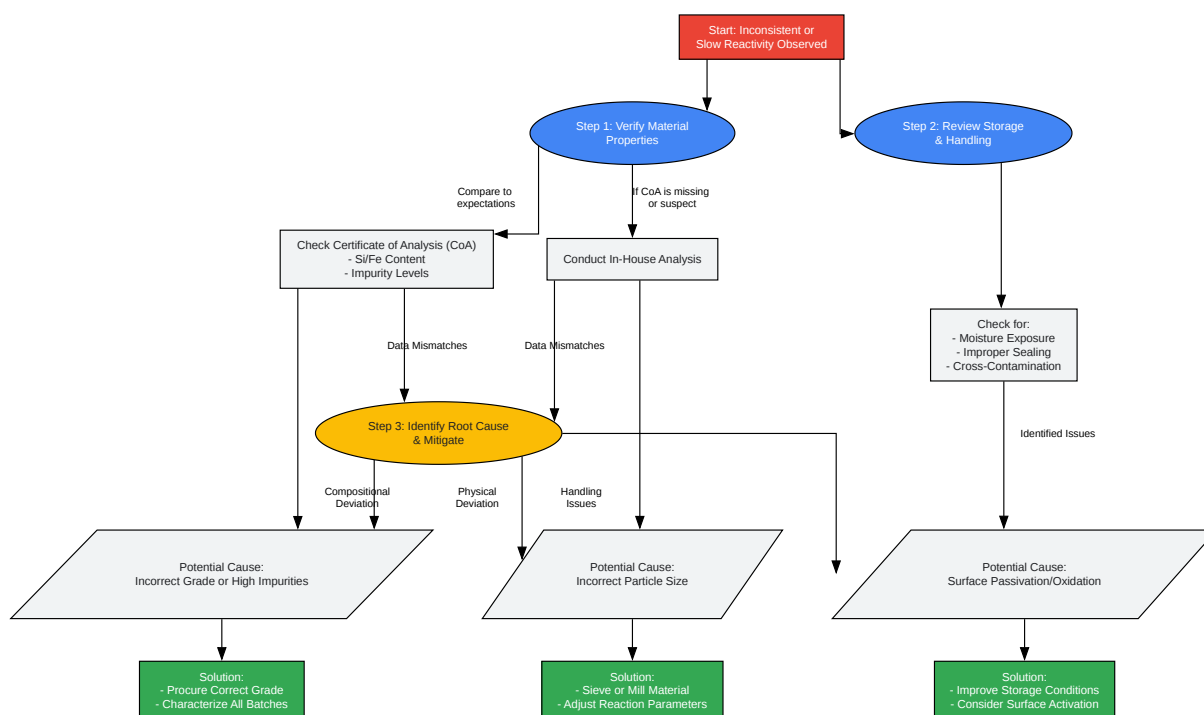 Start: Inconsistent or
Slow Reactivity Observed
Step 1: Verify Material
Properties
Step 2: Review Storage
& Handling
Compare to
expectations
If CoA is missing
or suspect
Check Certificate of Analysis (CoA)
- Si/Fe Content
- Impurity Levels
Conduct In-House Analysis
Check for:
- Moisture Exposure
- Improper Sealing
- Cross-Contamination
Data Mismatches
Data Mismatches
Step 3: Identify Root Cause
& Mitigate
Identified Issues
Compositional
Deviation
Physical
Deviation
Handling
Issues
Potential Cause:
Incorrect Grade or High Impurities
Potential Cause:
Incorrect Particle Size
Potential Cause:
Surface Passivation/Oxidation
Solution:
- Procure Correct Grade
- Characterize All Batches
Solution:
- Sieve or Mill Material
- Adjust Reaction Parameters
Solution:
- Improve Storage Conditions
- Consider Surface Activation